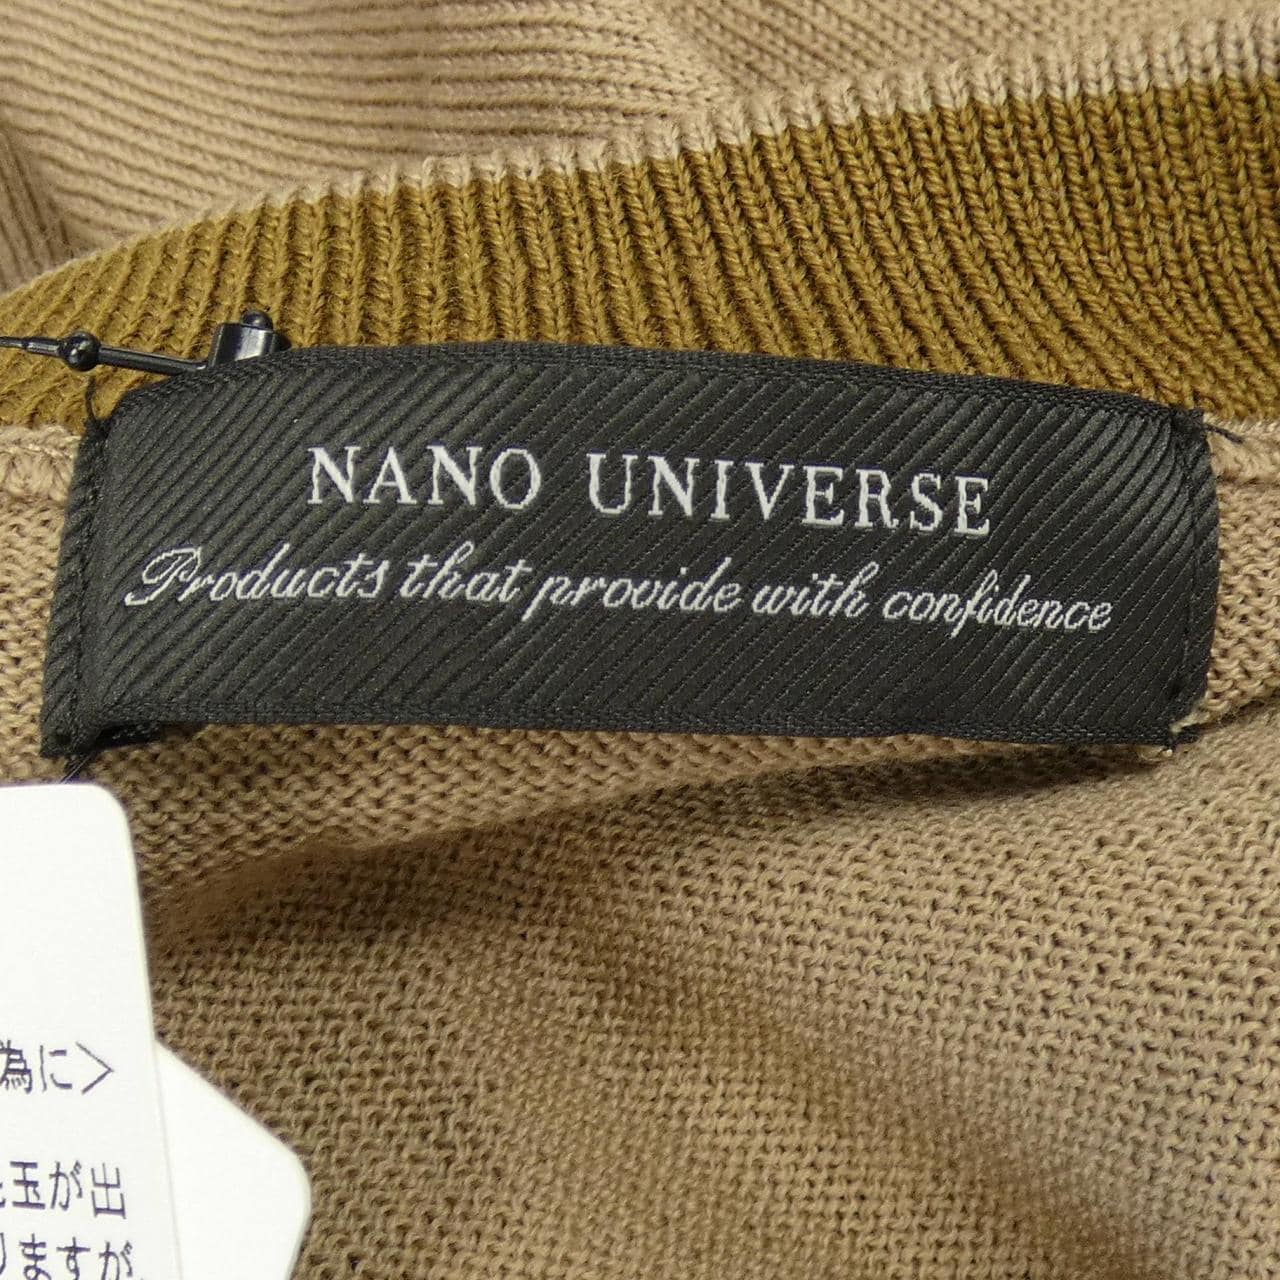 NANO UNIVERSE
Products that provide with confidence
為に＞
玉が出
りますが、